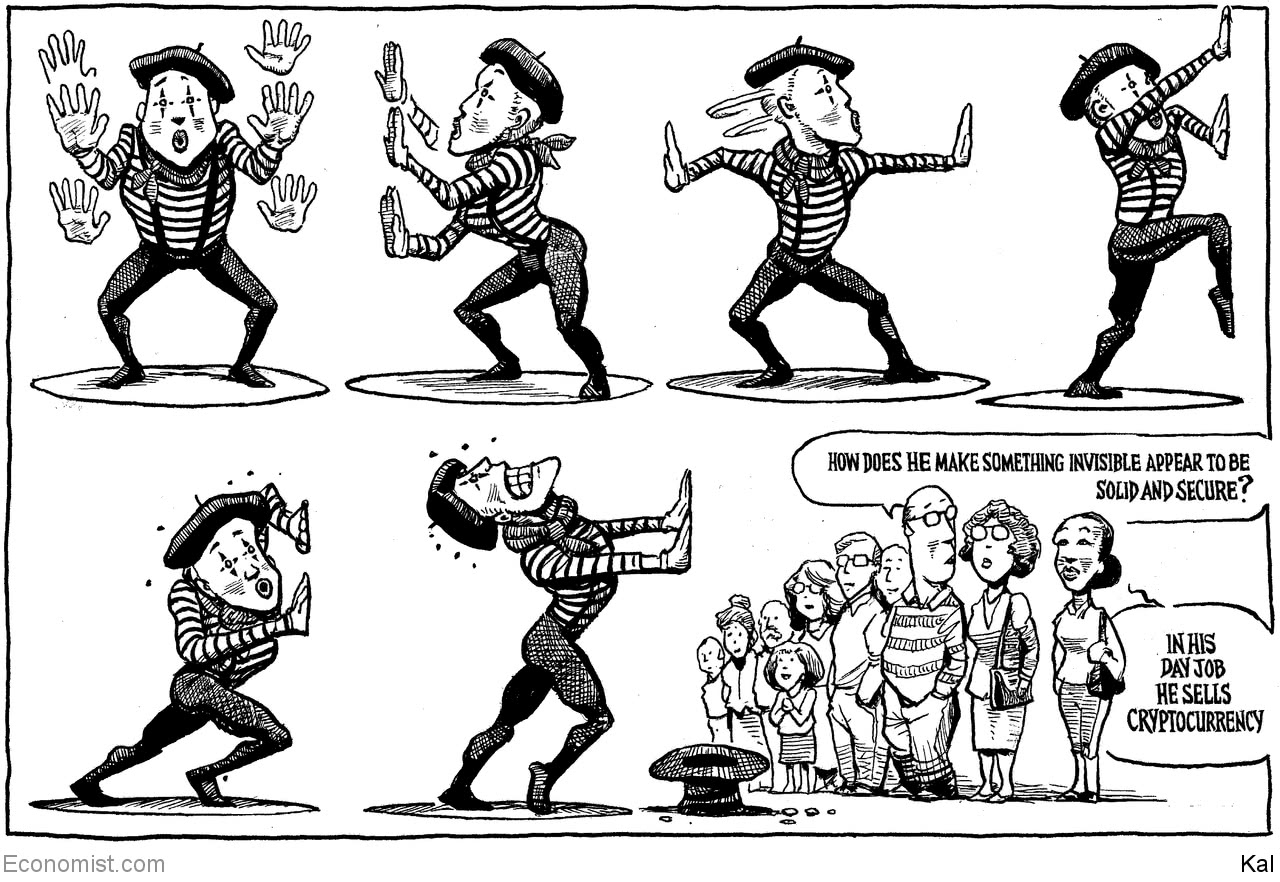 HOW DOES HE MAKE SOMETHING INVISIBLE APPEAR TO BE
SOLID AND SECURE?
IN HIS
DAY JOB
HE SELLS
CRYPTOCURRENCY
Economist.com
Kal